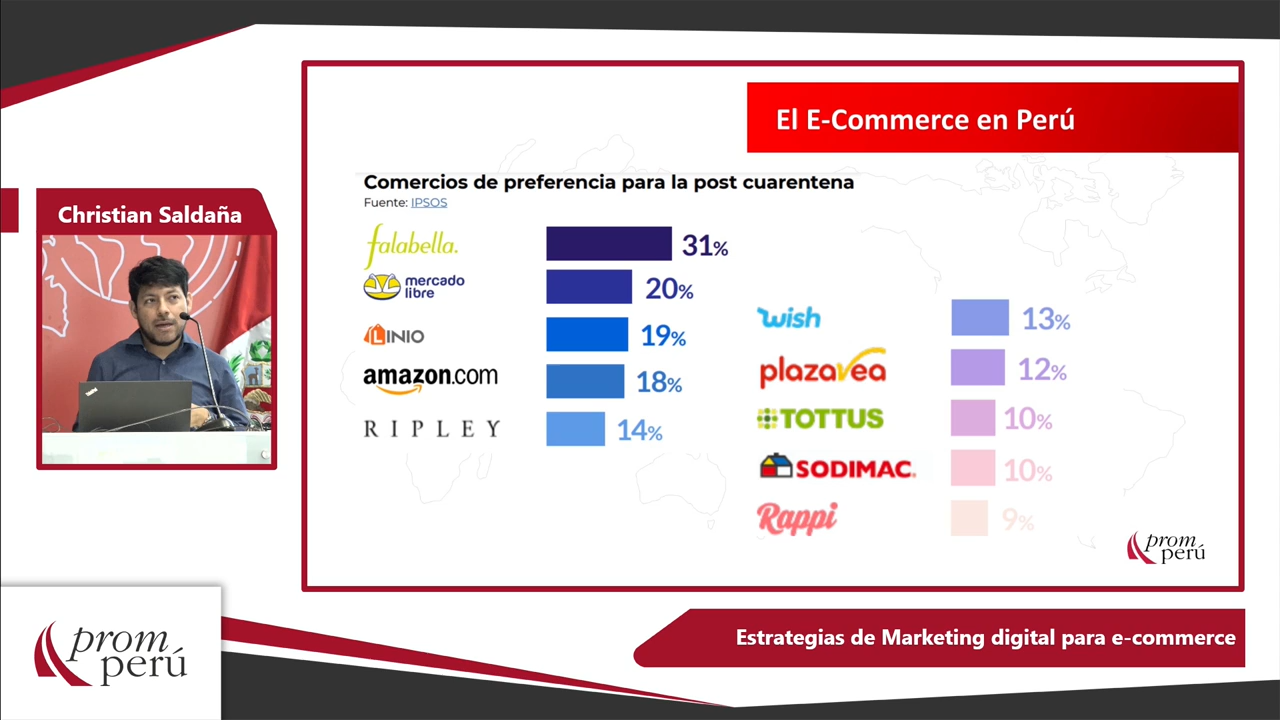 El E-Commerce en Perú
Comercios de preferencia para la post cuarentena
Fuente: IPSOS
Christian Saldaña
falabella.
31%
mercado
libre
20%
LINIO
19%
amazon.com
18%
RIPLEY
14%
wish
13%
plazavea
12%
TOTTUS
10%
SODIMAC.
10%
Rappi
9%
prom
perú
Estrategias de Marketing digital para e-commerce
prom
perú